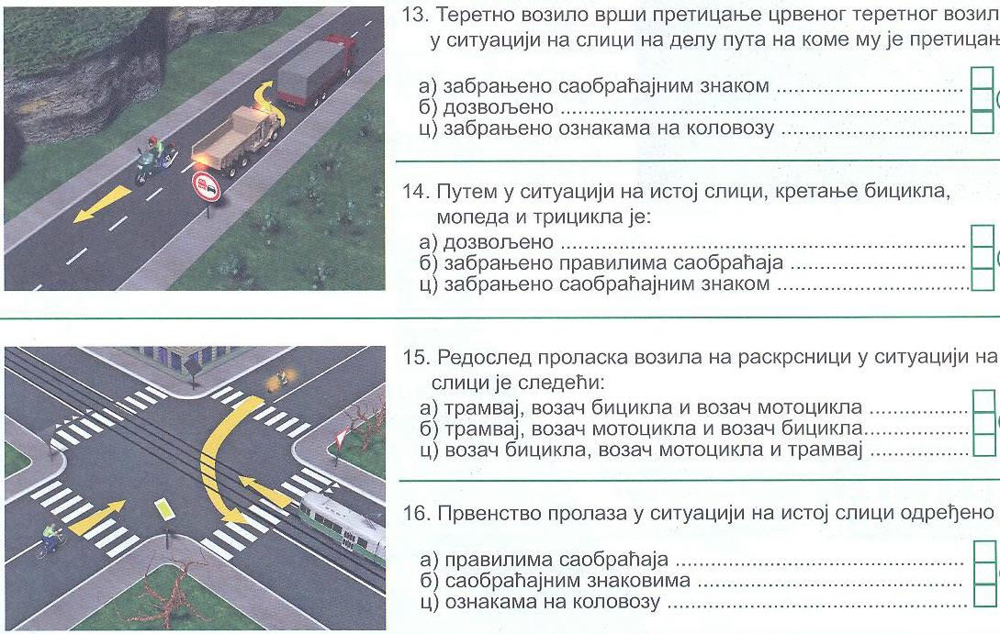 13. Теретно возило врши претицање црвеног теретног возил
у ситуацији на слици на делу пута на коме му је претицањ
а) забрањено саобраћајним знаком ..............................
б) дозвољено ...............................................................
ц) забрањено ознакама на коловозу ..............................
14. Путем у ситуацији на истој слици, кретање бицикла,
мопеда и трицикла је:
а) дозвољено ...............................................................
б) забрањено правилима саобраћаја ...........................
ц) забрањено саобраћајним знаком .............................
15. Редослед проласка возила на раскрсници у ситуацији на
слици је следећи:
а) трамвај, возач бицикла и возач мотоцикла ...............
б) трамвај, возач мотоцикла и возач бицикла................
ц) возач бицикла, возач мотоцикла и трамвај ...............
16. Првенство пролаза у ситуацији на истој слици одређено
а) правилима саобраћаја .............................................
б) саобраћајним знаковима .........................................
ц) ознакама на коловозу ..............................................